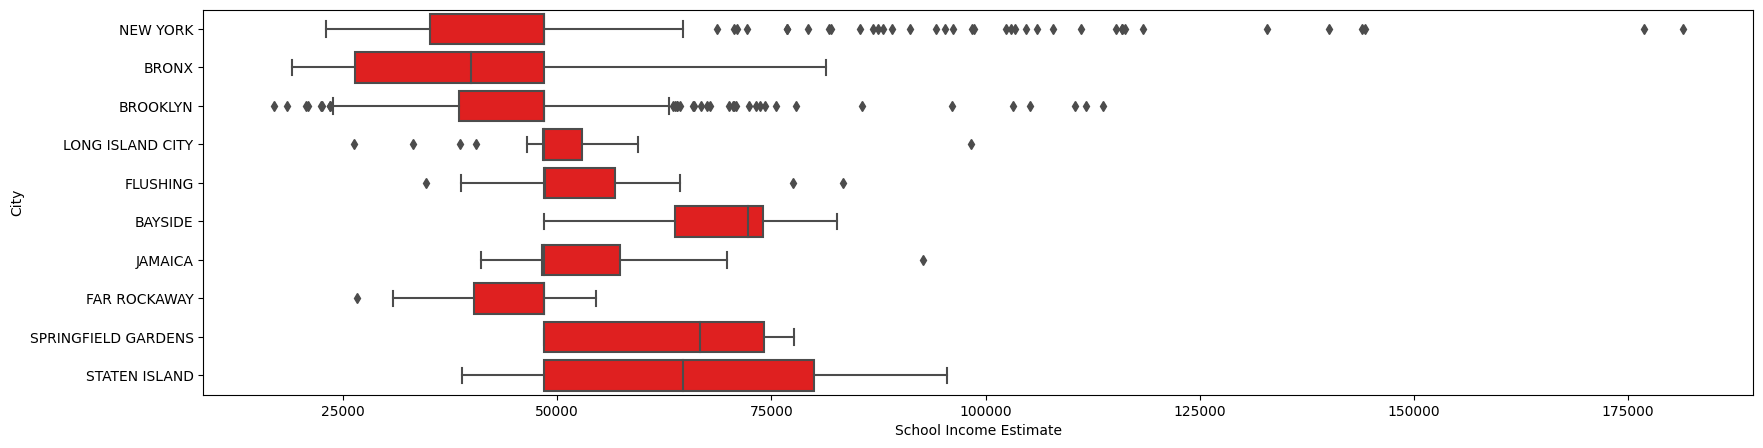 City
NEW YORK
BRONX
BROOKLYN
LONG ISLAND CITY
FLUSHING
BAYSIDE
JAMAICA
FAR ROCKAWAY
SPRINGFIELD GARDENS
STATEN ISLAND
25000 50000 75000 100000 125000 150000 175000
School Income Estimate